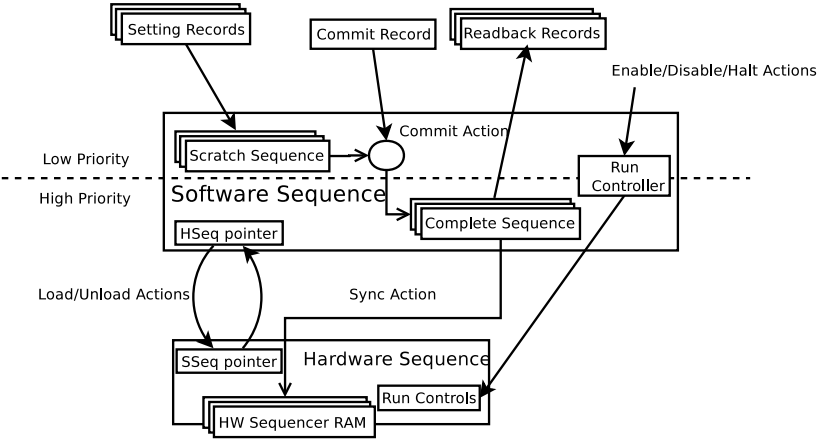 Setting Records
Commit Record
Readback Records
Enable/Disable/Halt Actions
Commit Action
Scratch Sequence
Low Priority
Run
Controller
High Priority
Software Sequence
Complete Sequence
HSeq pointer
Load/Unload Actions
Sync Action
SSeq pointer
Hardware Sequence
Run Controls
HW Sequencer RAM